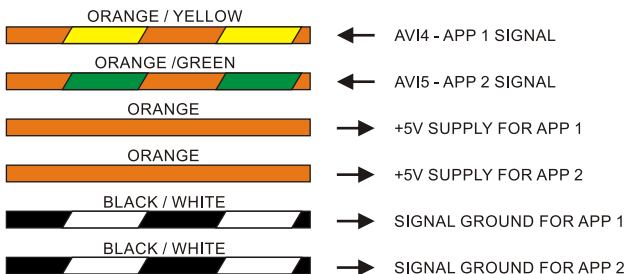 ORANGE / YELLOW
AVI4 - APP 1 SIGNAL
ORANGE /GREEN
AVI5 - APP 2 SIGNAL
ORANGE
+5V SUPPLY FOR APP 1
ORANGE
+5V SUPPLY FOR APP 2
BLACK / WHITE
SIGNAL GROUND FOR APP 1
BLACK / WHITE
SIGNAL GROUND FOR APP 2